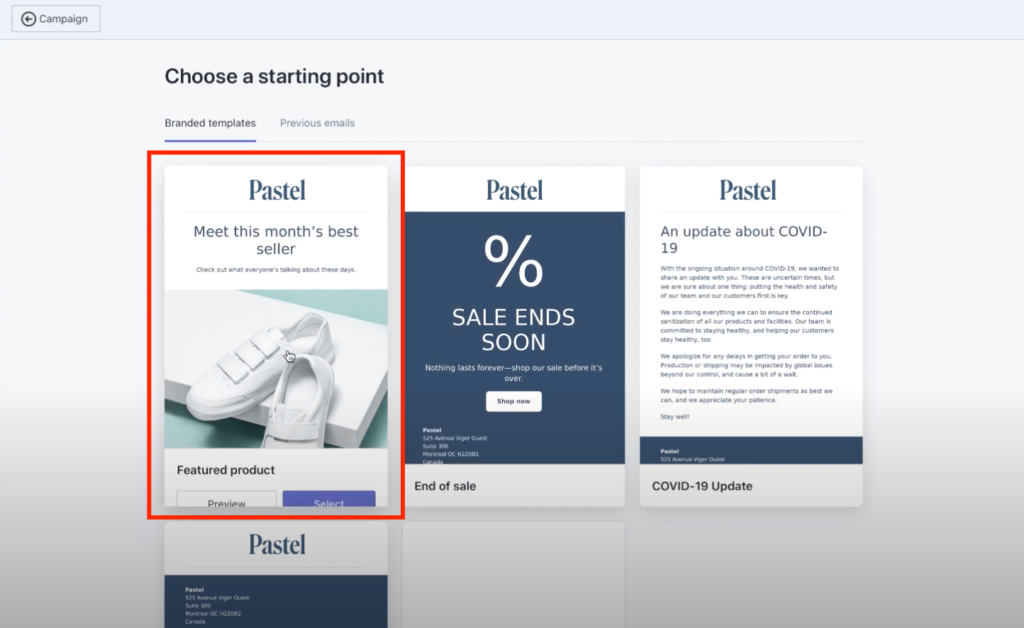 Campaign
Choose a starting point
Branded templates
Previous emails
Pastel
Meet this month's best
seller
Check out what everyone's talking about these days.
Featured product
Preview
Select
Pastel
%
SALE ENDS
SOON
Nothing lasts forever—shop our sale before it's
over.
Shop now
Pastel
525 Avenue Viger Ouest
Suite 300
Montreal QC H2Z0B2
Canada
End of sale
Pastel
An update about COVID-
19
With the ongoing situation around COVID-19, we wanted to
share an update with you. These are uncertain times, but
we are sure about one thing: putting the health and safety
of our team and our customers first is key.
We are doing everything we can to ensure the continued
sanitization of all our products and facilities. Our team is
committed to staying healthy, and helping our customers
stay healthy, too.
We apologize for any delays in getting your order to you.
Production or shipping may be impacted by global issues
beyond our control, and cause a bit of a wait.
We hope to maintain regular order shipments as best we
can, and we appreciate your patience.
Stay well!
Pastel
525 Avenue Viger Ouest
COVID-19 Update
Pastel
Pastel
525 Avenue Viger Ouest
Suite 300
Montreal QC H2Z0B2
Canada